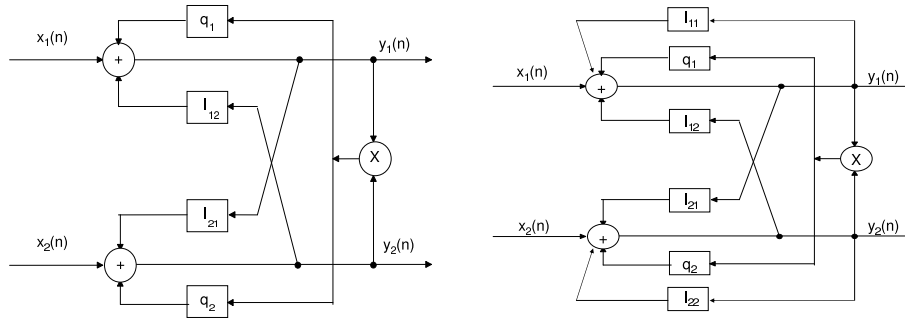 q1
x1(n)
y1(n)
+
l12
X
l21
x2(n)
y2(n)
+
q2
l11
q1
x1(n)
y1(n)
+
l12
X
l21
x2(n)
y2(n)
+
q2
l22